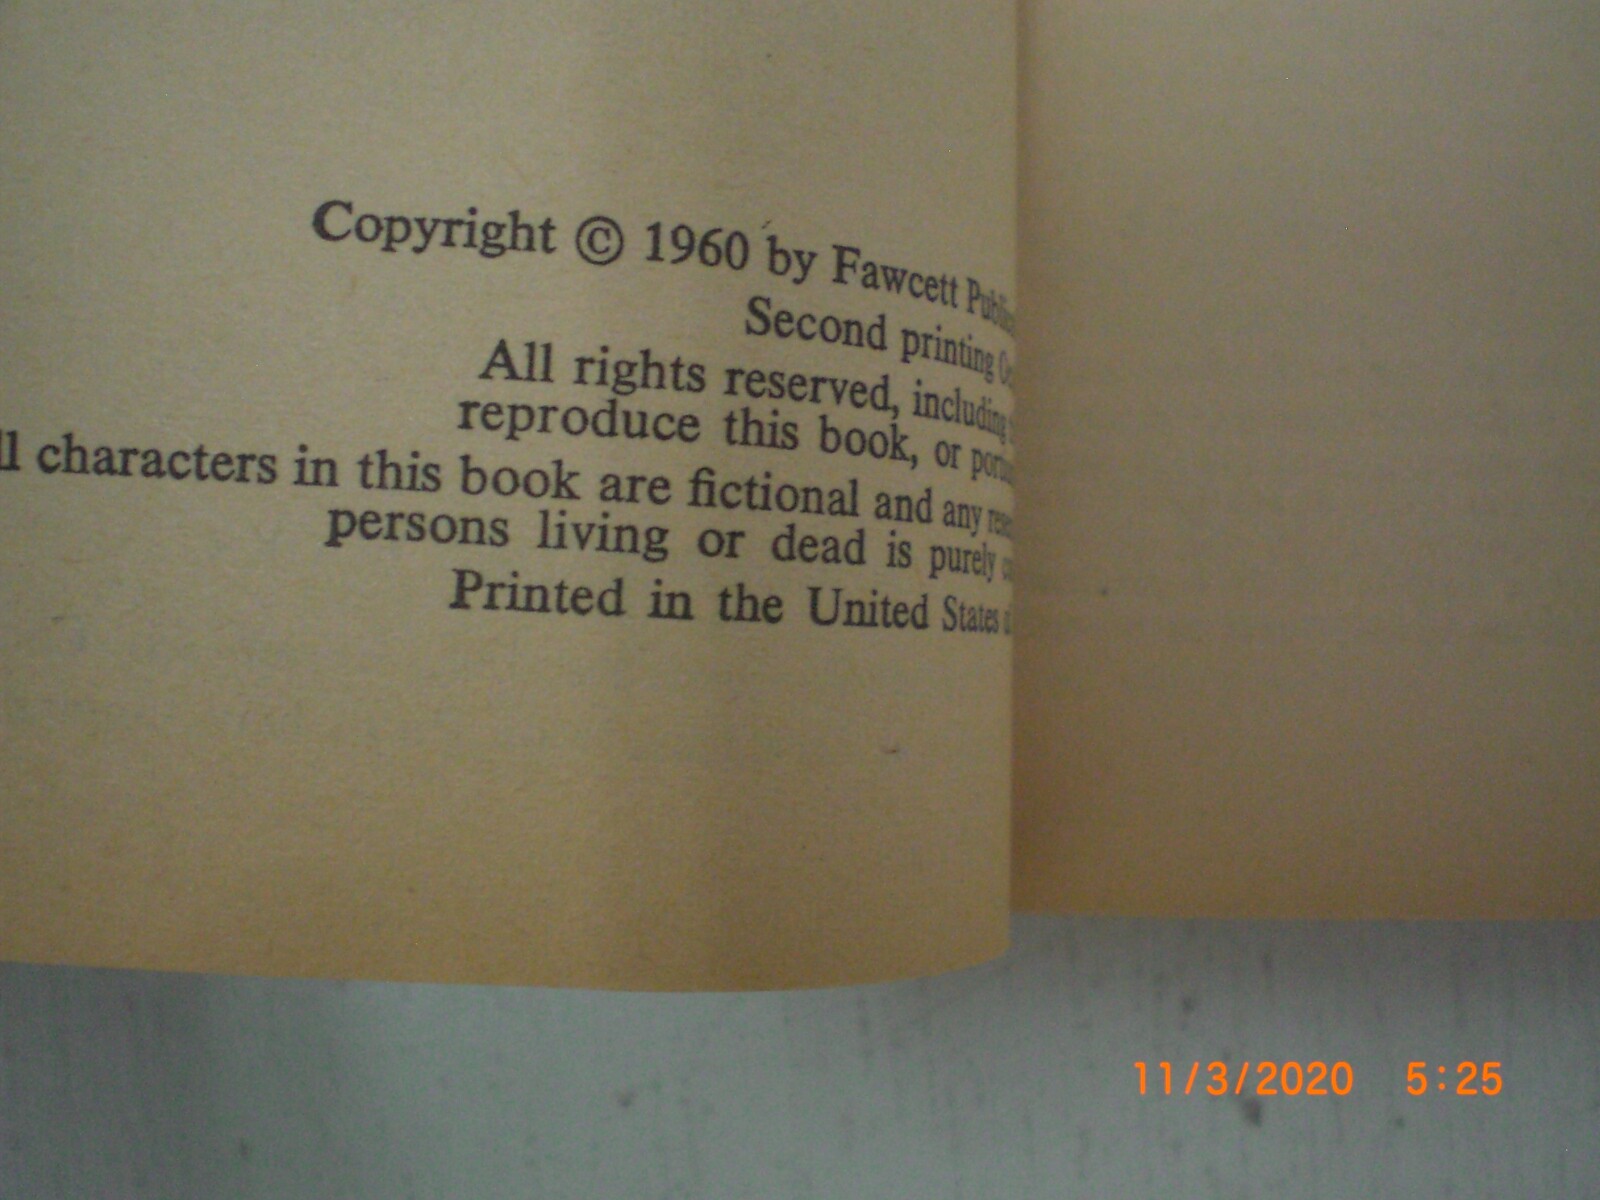 Copyright © 1960 by Fawcett
Second printing
All rights reserved, including
reproduce this book, or
ll characters in this book are fictional and any
persons living or dead is purely
Printed in the United States
11/3/2020 5:25